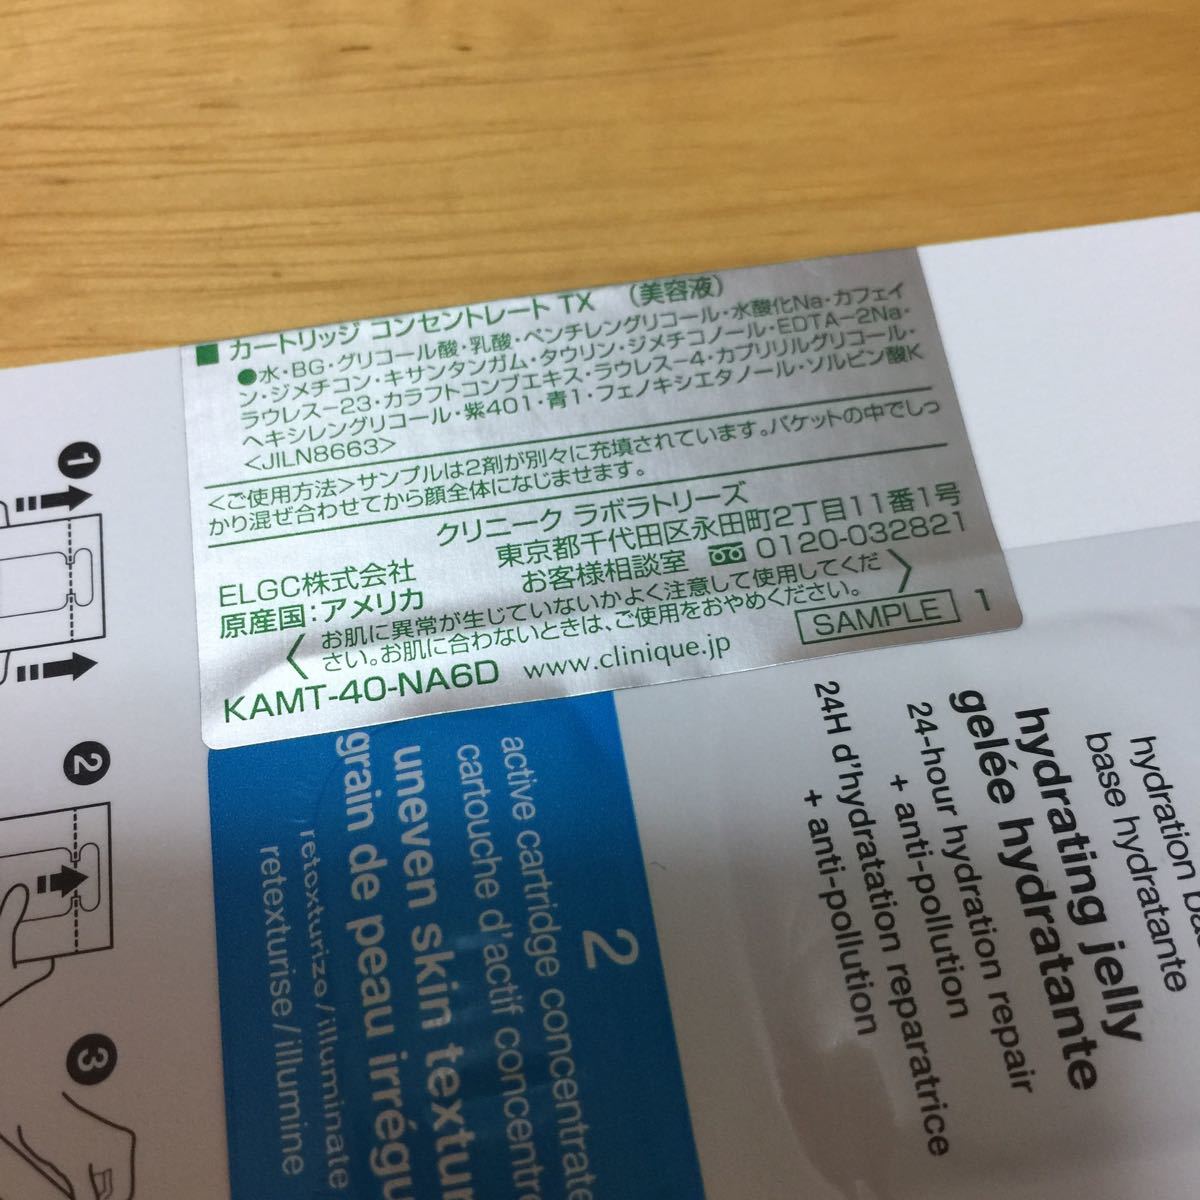 ■ カートリッジ コンセントレート TX （美容液）
●水・BG・グリコール酸・乳酸・ペンチレングリコール・水酸化Na・カフェイ
ン・ジメチコン・キサンタンガム・タウリン・ジメチコノール・EDTA-2Na・
ラウレス-23・カラフトコンブエキス・ラウレス-4・カプリリルグリコール・
ヘキシレングリコール・紫401・青1・フェノキシエタノール・ソルビン酸K
<JILN8663>
<ご使用方法>サンプルは2剤が別々に充填されています。パケットの中でしっ
かり混ぜ合わせてから顔全体になじませます。
クリニーク ラボラトリーズ
ELGC株式会社 東京都千代田区永田町2丁目11番1号
原産国：アメリカ お客様相談室 0120-032821
お肌に異常が生じていないかよく注意して使用してくだ
さい。お肌に合わないときは、ご使用をおやめください。
KAMT-40-NA6D www.clinique.jp SAMPLE 1
1
2
3
hydration
base hydratante
hydrating jelly
gelée hydratante
24-hour hydration repair
+ anti-pollution
24H d'hydratation reparatrice
+ anti-pollution
2
active cartridge concentrate
cartouche d'actif concentré
uneven skin
grain de peau
retexturize/illuminate
retexturise/illumine